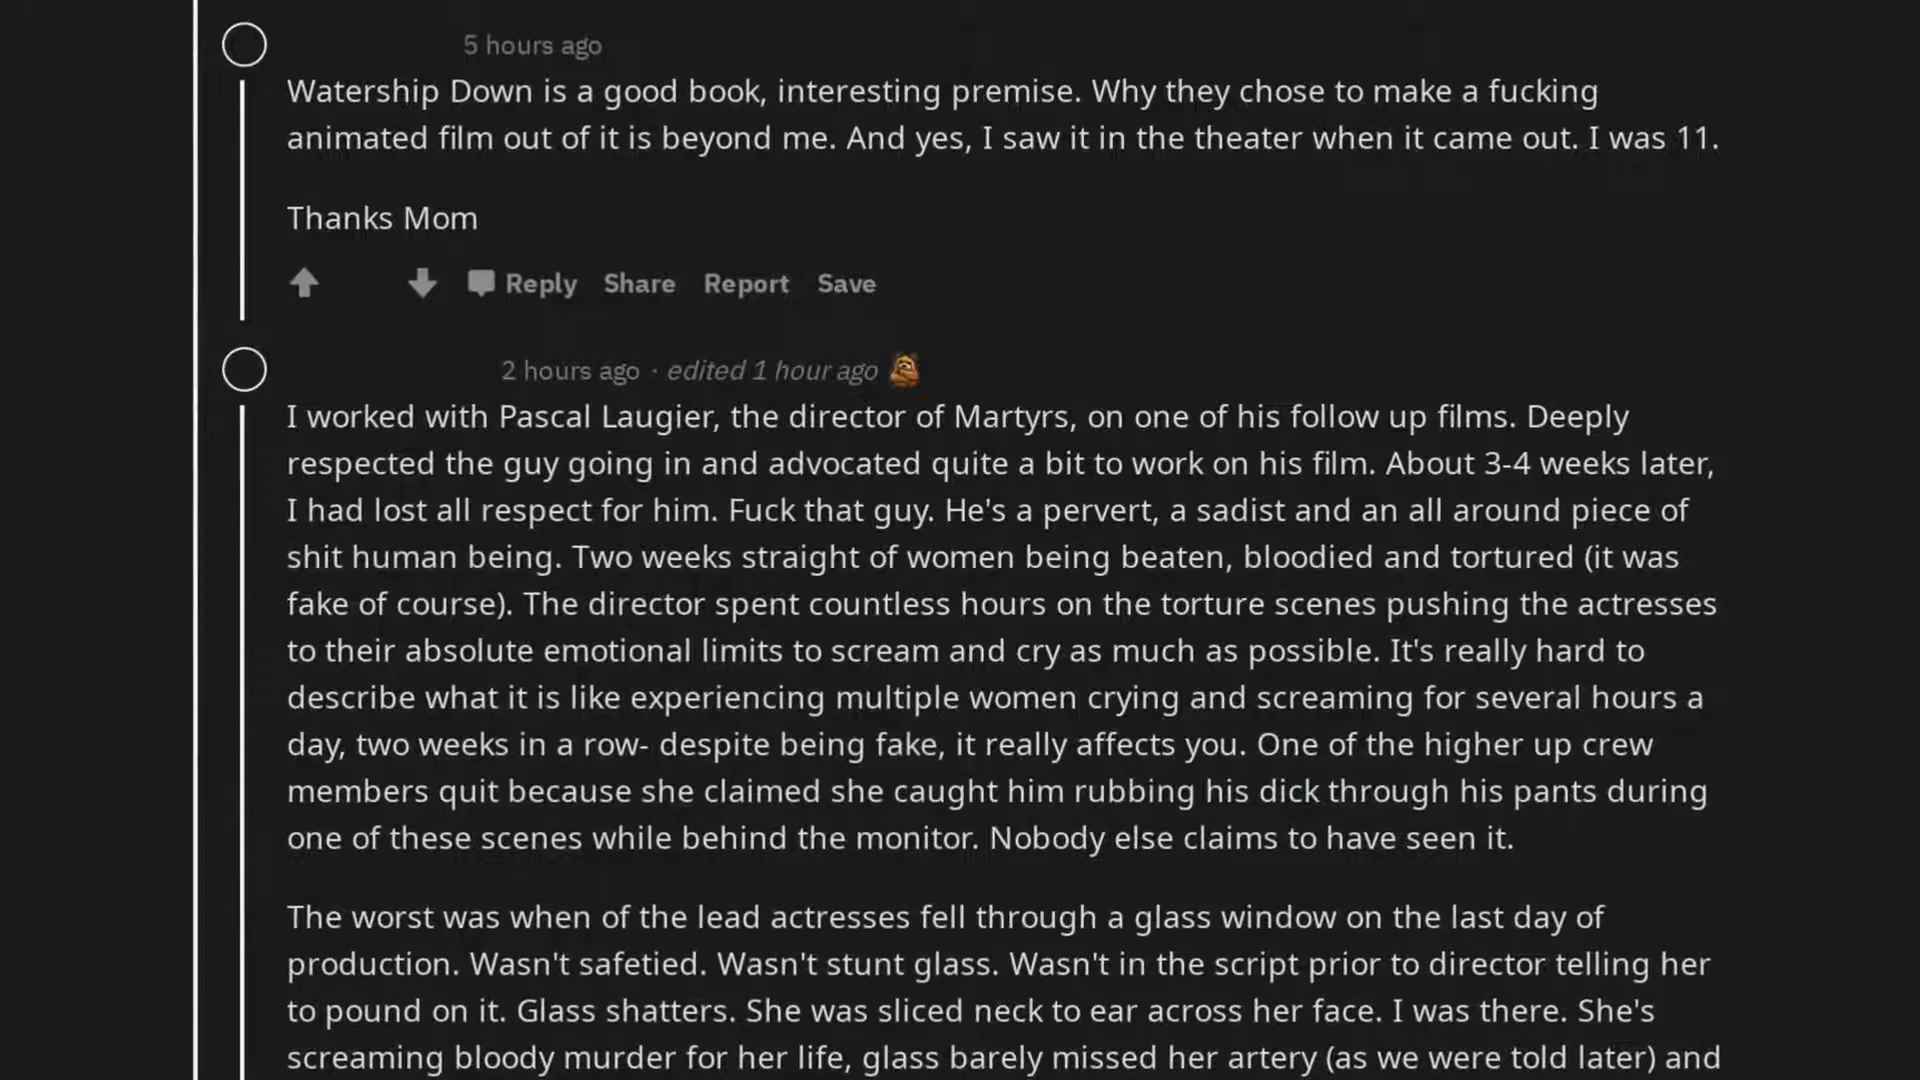 5 hours ago
Watership Down is a good book, interesting premise. Why they chose to make a fucking
animated film out of it is beyond me. And yes, I saw it in the theater when it came out. I was 11.
Thanks Mom
Reply Share Report Save
2 hours ago · edited 1 hour ago
I worked with Pascal Laugier, the director of Martyrs, on one of his follow up films. Deeply
respected the guy going in and advocated quite a bit to work on his film. About 3-4 weeks later,
I had lost all respect for him. Fuck that guy. He's a pervert, a sadist and an all around piece of
shit human being. Two weeks straight of women being beaten, bloodied and tortured (it was
fake of course). The director spent countless hours on the torture scenes pushing the actresses
to their absolute emotional limits to scream and cry as much as possible. It's really hard to
describe what it is like experiencing multiple women crying and screaming for several hours a
day, two weeks in a row- despite being fake, it really affects you. One of the higher up crew
members quit because she claimed she caught him rubbing his dick through his pants during
one of these scenes while behind the monitor. Nobody else claims to have seen it.
The worst was when of the lead actresses fell through a glass window on the last day of
production. Wasn't safetied. Wasn't stunt glass. Wasn't in the script prior to director telling her
to pound on it. Glass shatters. She was sliced neck to ear across her face. I was there. She's
screaming bloody murder for her life, glass barely missed her artery (as we were told later) and